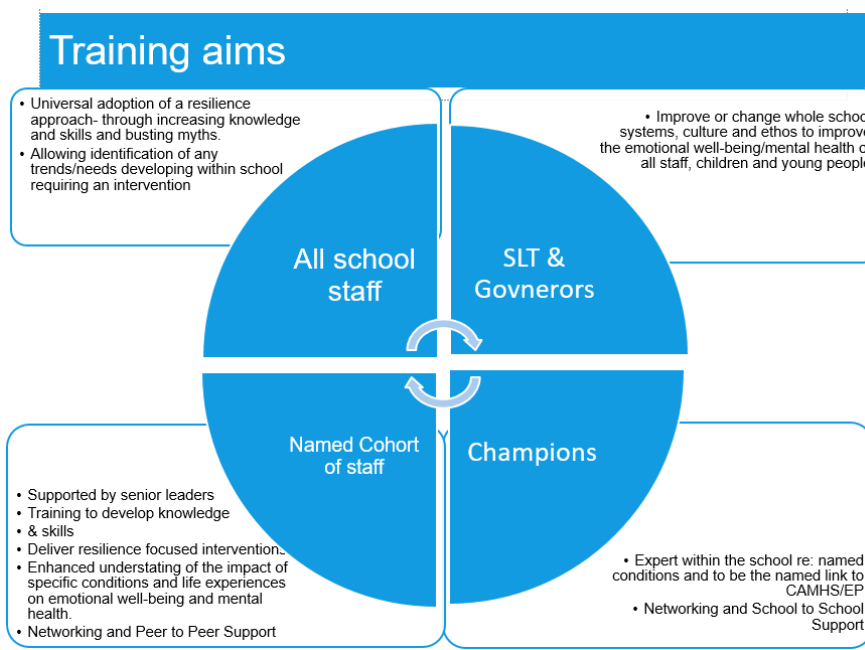 Training aims
• Universal adoption of a resilience
approach- through increasing knowledge
and skills and busting myths.
• Allowing identification of any
trends/needs developing within school
requiring an intervention
• Improve or change whole school
systems, culture and ethos to improve
the emotional well-being/mental health o
all staff, children and young people
All school
staff
SLT &
Govnerors
Named Cohort
of staff
Champions
• Supported by senior leaders
• Training to develop knowledge
• & skills
• Deliver resilience focused interventions
• Enhanced understating of the impact of
specific conditions and life experiences
on emotional well-being and mental
health.
• Networking and Peer to Peer Support
• Expert within the school re: named
conditions and to be the named link to
CAMHS/EP
• Networking and School to School
Support